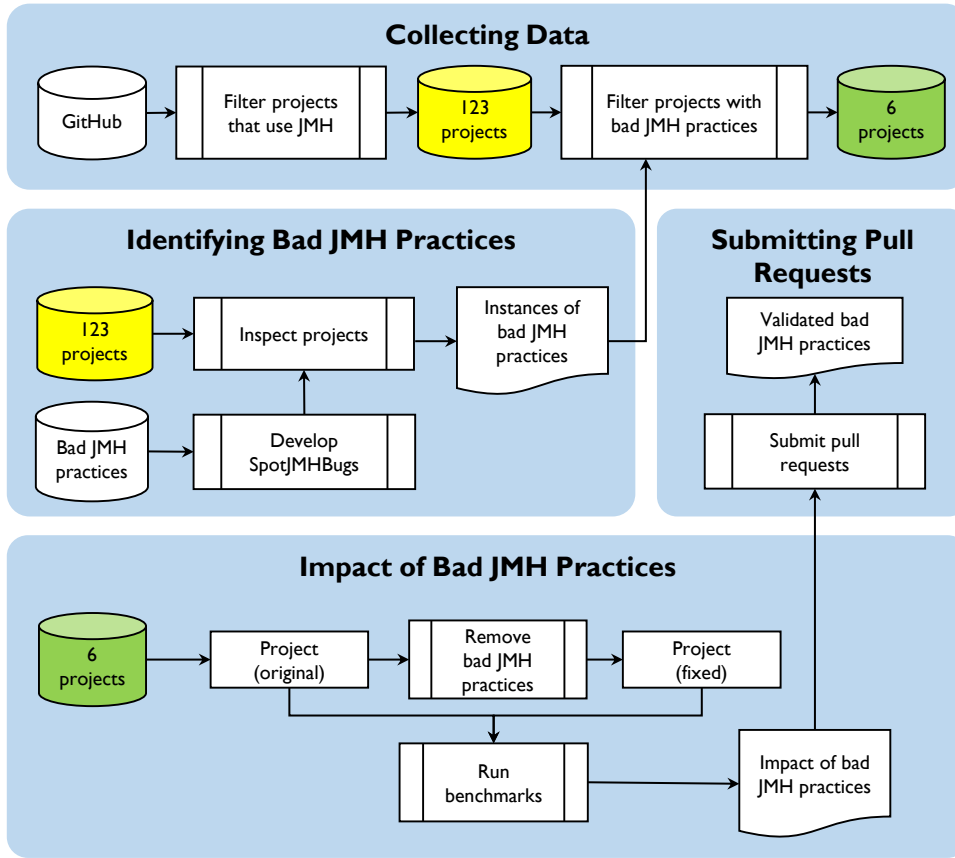 Collecting Data
GitHub
Filter projects
that use JMH
123
projects
Filter projects with
bad JMH practices
6
projects
Identifying Bad JMH Practices
123
projects
Inspect projects
Instances of
bad JMH
practices
Bad JMH
practices
Develop
SpotJMHBugs
Submitting Pull
Requests
Validated bad
JMH practices
Submit pull
requests
Impact of Bad JMH Practices
6
projects
Project
(original)
Remove
bad JMH
practices
Project
(fixed)
Run
benchmarks
Impact of bad
JMH practices